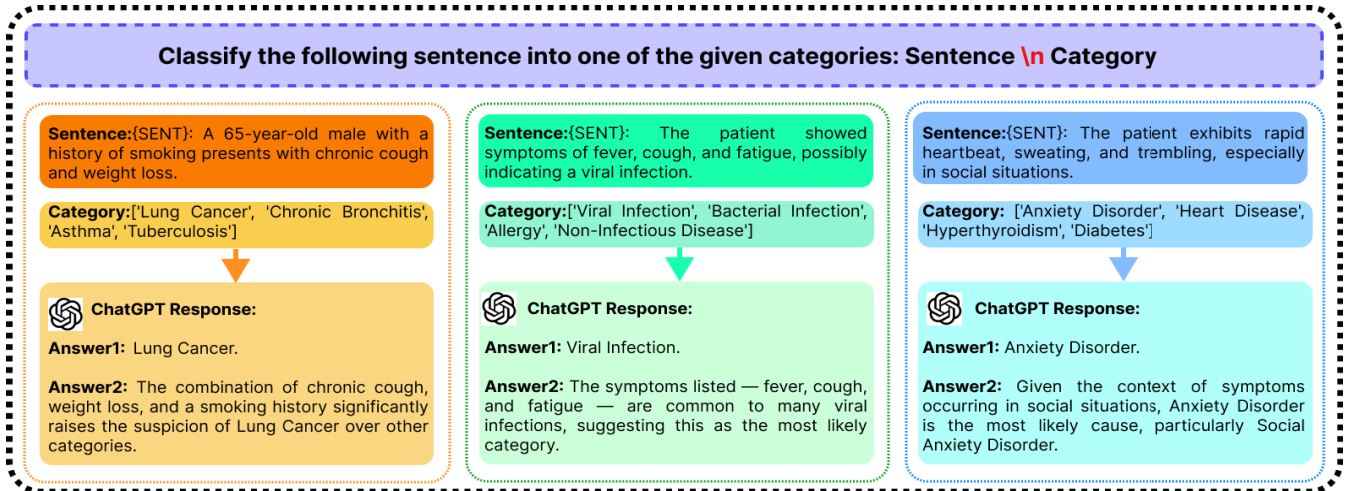 Classify the following sentence into one of the given categories: Sentence \n Category
Sentence:{SENT}: A 65-year-old male with a
history of smoking presents with chronic cough
and weight loss.
Category:['Lung Cancer', 'Chronic Bronchitis',
'Asthma', 'Tuberculosis']
ChatGPT Response:
Answer1: Lung Cancer.
Answer2: The combination of chronic cough,
weight loss, and a smoking history significantly
raises the suspicion of Lung Cancer over other
categories.
Sentence:{SENT}: The patient showed
symptoms of fever, cough, and fatigue, possibly
indicating a viral infection.
Category:['Viral Infection', 'Bacterial Infection',
'Allergy', 'Non-Infectious Disease']
ChatGPT Response:
Answer1: Viral Infection.
Answer2: The symptoms listed — fever, cough,
and fatigue — are common to many viral
infections, suggesting this as the most likely
category.
Sentence:{SENT}: The patient exhibits rapid
heartbeat, sweating, and trembling, especially
in social situations.
Category: ['Anxiety Disorder', 'Heart Disease',
'Hyperthyroidism', 'Diabetes']
ChatGPT Response:
Answer1: Anxiety Disorder.
Answer2: Given the context of symptoms
occurring in social situations, Anxiety Disorder
is the most likely cause, particularly Social
Anxiety Disorder.